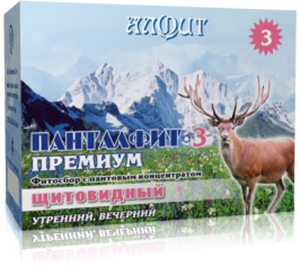 АЛФИТ
3
ПАНТАЛФИТ-3
ПРЕМИУМ
Фитосбор с пантовым концентратом
ЩИТОВИДНЫЙ
УТРЕННИЙ, ВЕЧЕРНИЙ